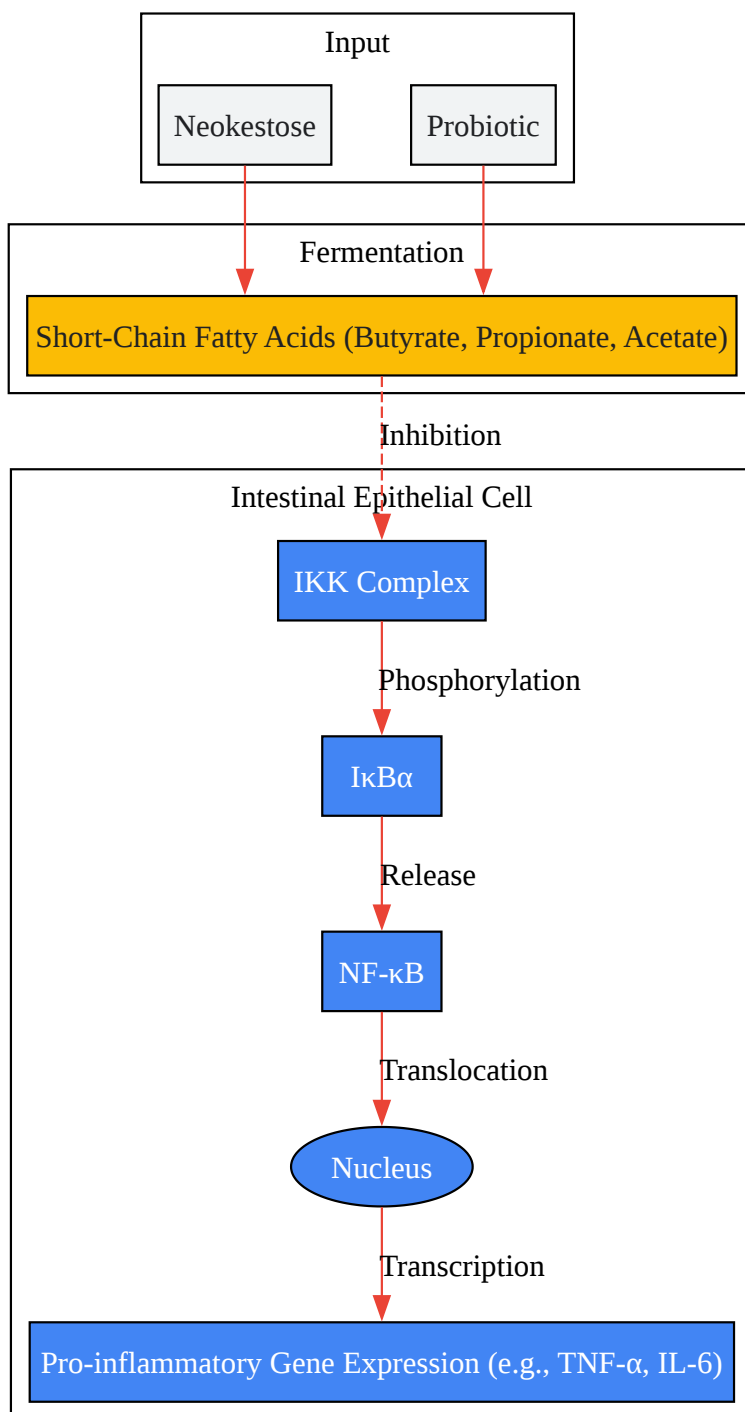 Input
Neokestose
Probiotic
Fermentation
Short-Chain Fatty Acids (Butyrate, Propionate, Acetate)
Inhibition
Intestinal Epithelial Cell
IKK Complex
Phosphorylation
IκBα
Release
NF-κB
Translocation
Nucleus
Transcription
Pro-inflammatory Gene Expression (e.g., TNF-α, IL-6)